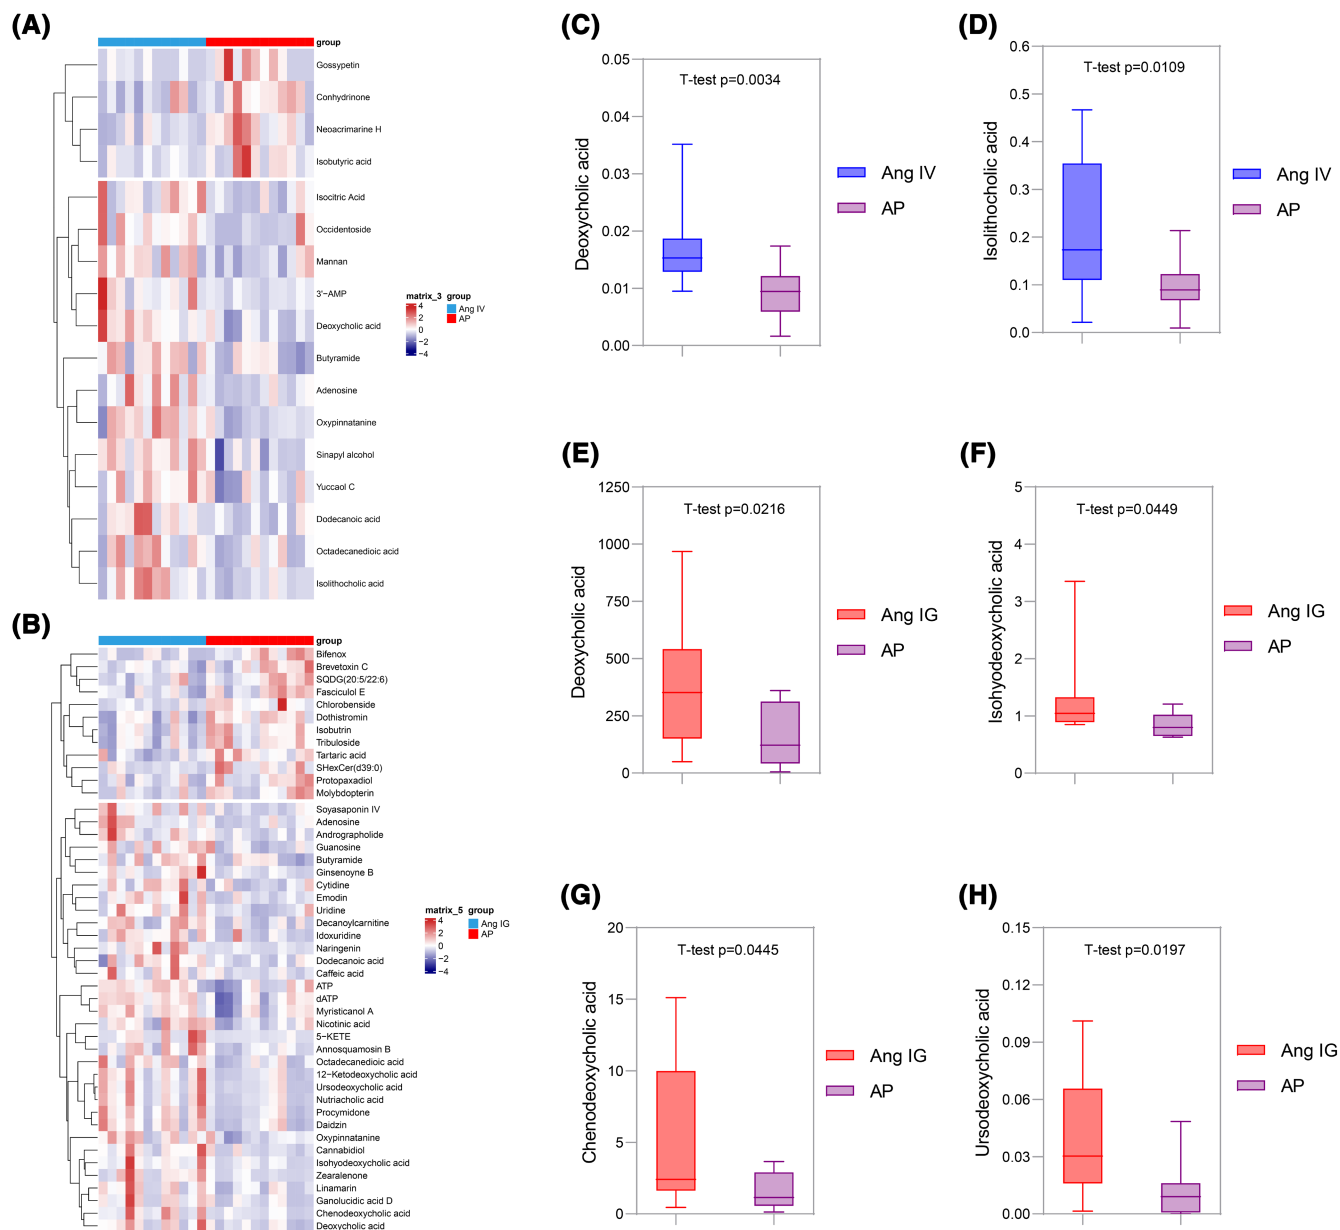 (A)
group
Gossypetin
Conhydrinone
Neoacrimarine H
Isobutyric acid
Isocitric Acid
Occidentoside
Mannan
3'−AMP
Deoxycholic acid
Butyramide
Adenosine
Oxypinnatanine
Sinapyl alcohol
Yuccaol C
Dodecanoic acid
Octadecanedioic acid
Isolithocholic acid
matrix_3 group
4
2
0
−2
−4
Ang IV
AP
(B)
group
Bifenox
Brevetoxin C
SQDG(20:5/22:6)
Fasciculol E
Chlorobenside
Dothistromin
Isobutrin
Tribuloside
Tartaric acid
SHexCer(d39:0)
Protopaxadiol
Molybdopterin
Soyasaponin IV
Adenosine
Andrographolide
Guanosine
Butyramide
Ginsenoyne B
Cytidine
Emodin
Uridine
Decanoylcarnitine
Idoxuridine
Naringenin
Dodecanoic acid
Caffeic acid
ATP
dATP
Myristicanol A
Nicotinic acid
5−KETE
Annosquamosin B
Octadecanedioic acid
12−Ketodeoxycholic acid
Ursodeoxycholic acid
Nutriacholic acid
Procymidone
Daidzin
Oxypinnatanine
Cannabidiol
Isohyodeoxycholic acid
Zearalenone
Linamarin
Ganolucidic acid D
Chenodeoxycholic acid
Deoxycholic acid
matrix_5 group
4
2
0
−2
−4
Ang IG
AP
(C)
T-test p=0.0034
Deoxycholic acid
0.05
0.04
0.03
0.02
0.01
0.00
Ang IV
AP
(D)
T-test p=0.0109
Isolithocholic acid
0.6
0.5
0.4
0.3
0.2
0.1
0.0
Ang IV
AP
(E)
T-test p=0.0216
Deoxycholic acid
1250
1000
750
500
250
0
Ang IG
AP
(F)
T-test p=0.0449
Isohyodeoxycholic acid
5
4
3
2
1
0
Ang IG
AP
(G)
T-test p=0.0445
Chenodeoxycholic acid
20
15
10
5
0
Ang IG
AP
(H)
T-test p=0.0197
Ursodeoxycholic acid
0.15
0.12
0.09
0.06
0.03
0.00
Ang IG
AP